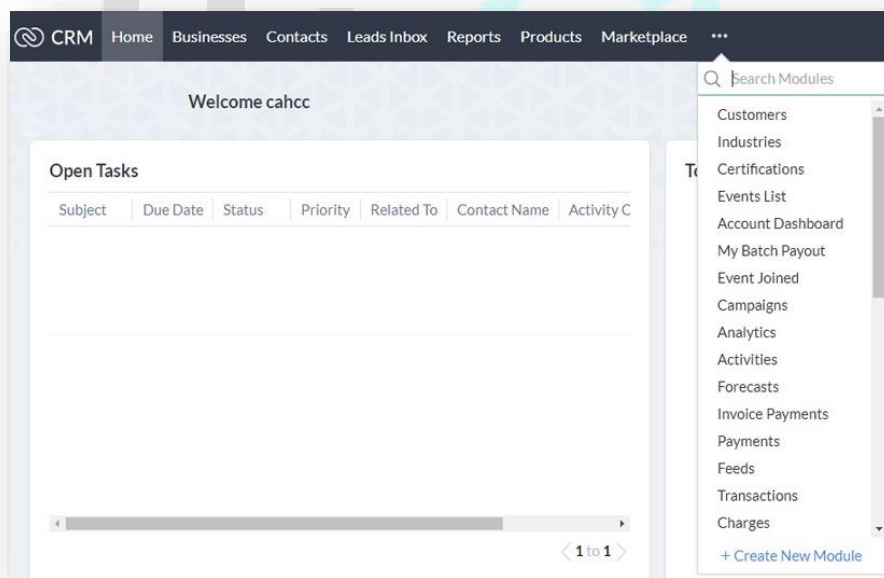 CRM Home Businesses Contacts Leads Inbox Reports Products Marketplace •••
Search Modules
Welcome cahcc
Customers
Industries
Certifications
Events List
Account Dashboard
My Batch Payout
Event Joined
Campaigns
Analytics
Activities
Forecasts
Invoice Payments
Payments
Feeds
Transactions
Charges
+ Create New Module
Open Tasks
Subject Due Date Status Priority Related To Contact Name Activity
1 to 1